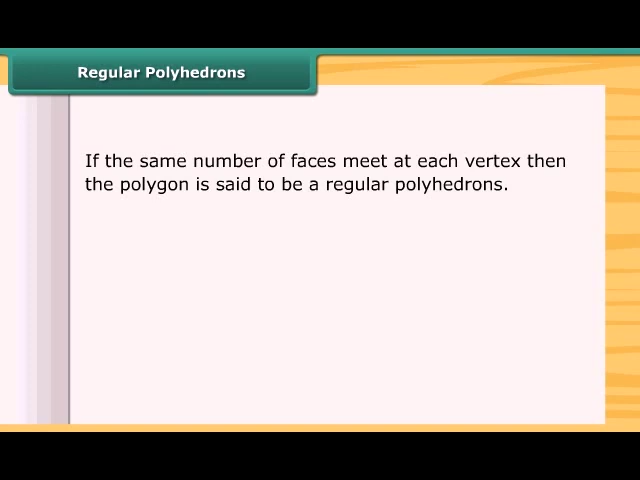 Regular Polyhedrons
If the same number of faces meet at each vertex then
the polygon is said to be a regular polyhedrons.